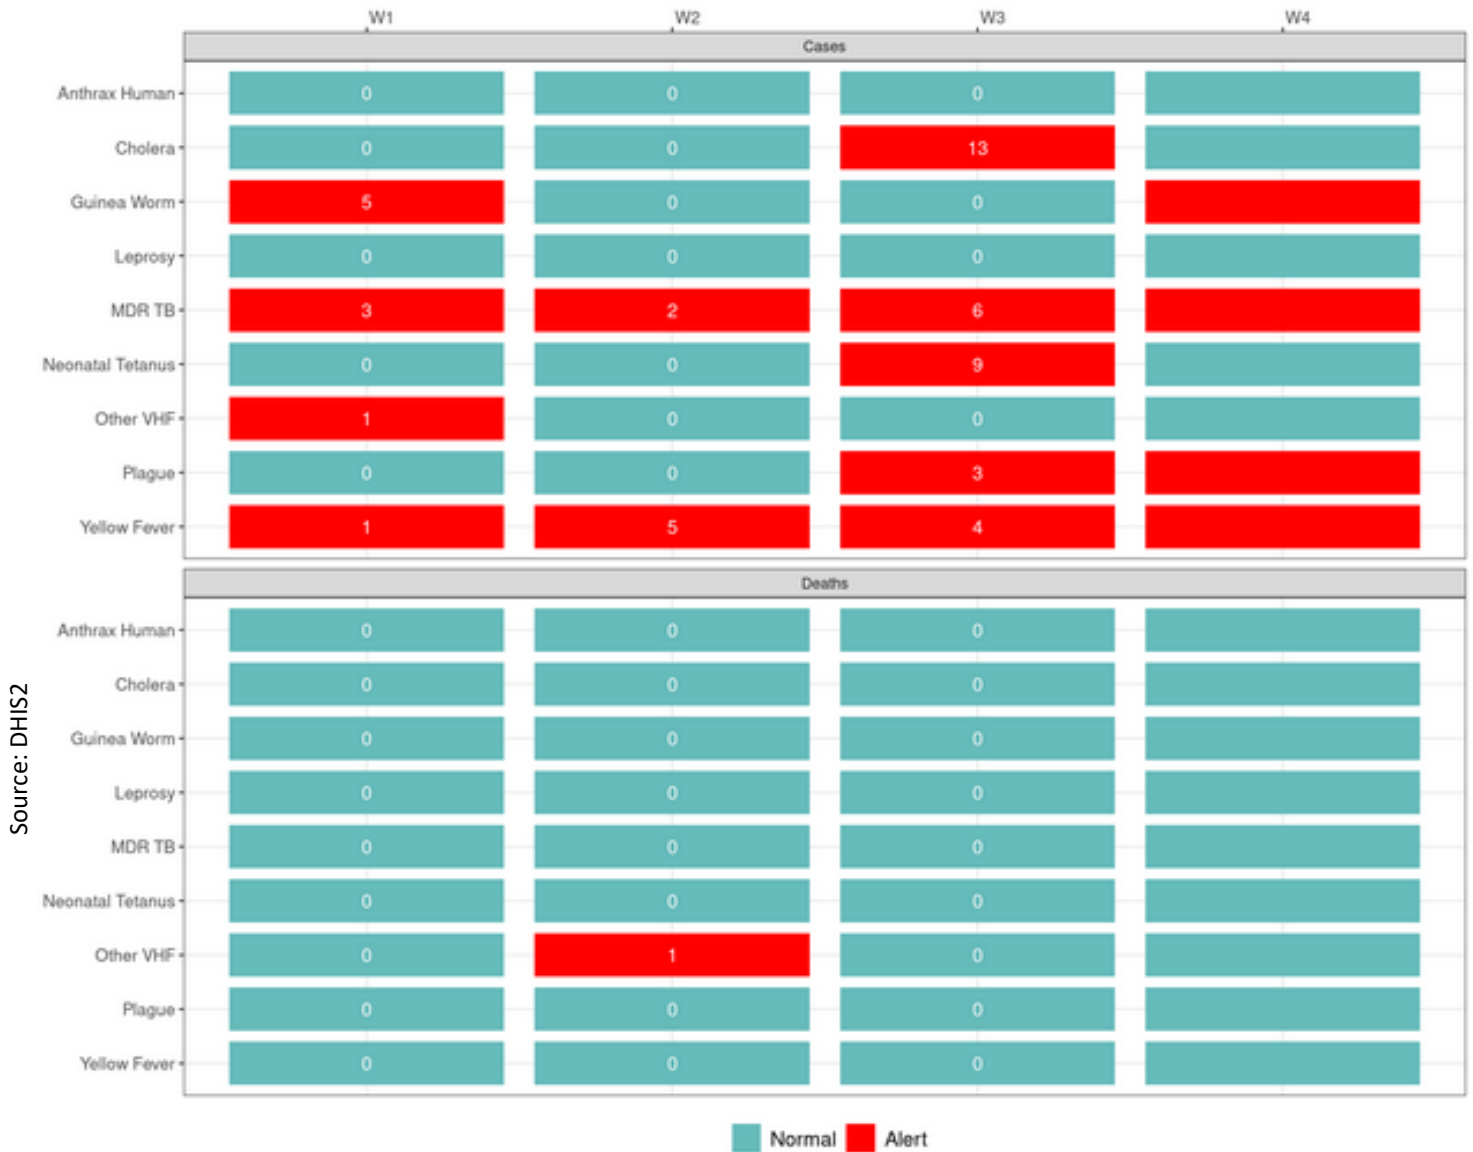 W1 W2 W3 W4
Cases
Anthrax Human 0 0 0
Cholera 0 0 13
Guinea Worm 5 0 0
Leprosy 0 0 0
MDR TB 3 2 6
Neonatal Tetanus 0 0 9
Other VHF 1 0 0
Plague 0 0 3
Yellow Fever 1 5 4
Deaths
Anthrax Human 0 0 0
Cholera 0 0 0
Guinea Worm 0 0 0
Leprosy 0 0 0
MDR TB 0 0 0
Neonatal Tetanus 0 0 0
Other VHF 0 1 0
Plague 0 0 0
Yellow Fever 0 0 0
Normal Alert
Source: DHIS2